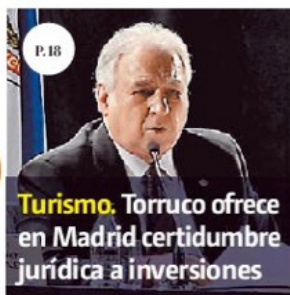 P. 18
Turismo. Torruco ofrece
en Madrid certidumbre
jurídica a inversiones